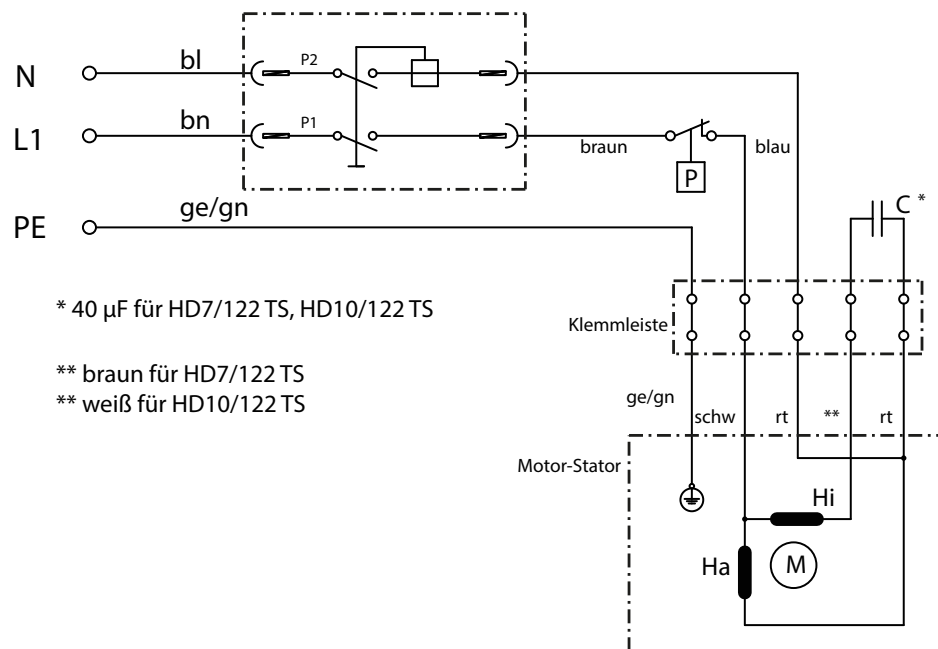 N
bl
P2
L1
bn
P1
braun
blau
P
PE
ge/gn
C *
* 40 µF für HD7/122 TS, HD10/122 TS
Klemmleiste
** braun für HD7/122 TS
** weiß für HD10/122 TS
ge/gn
schw
rt
**
rt
Motor-Stator
Hi
Ha
M